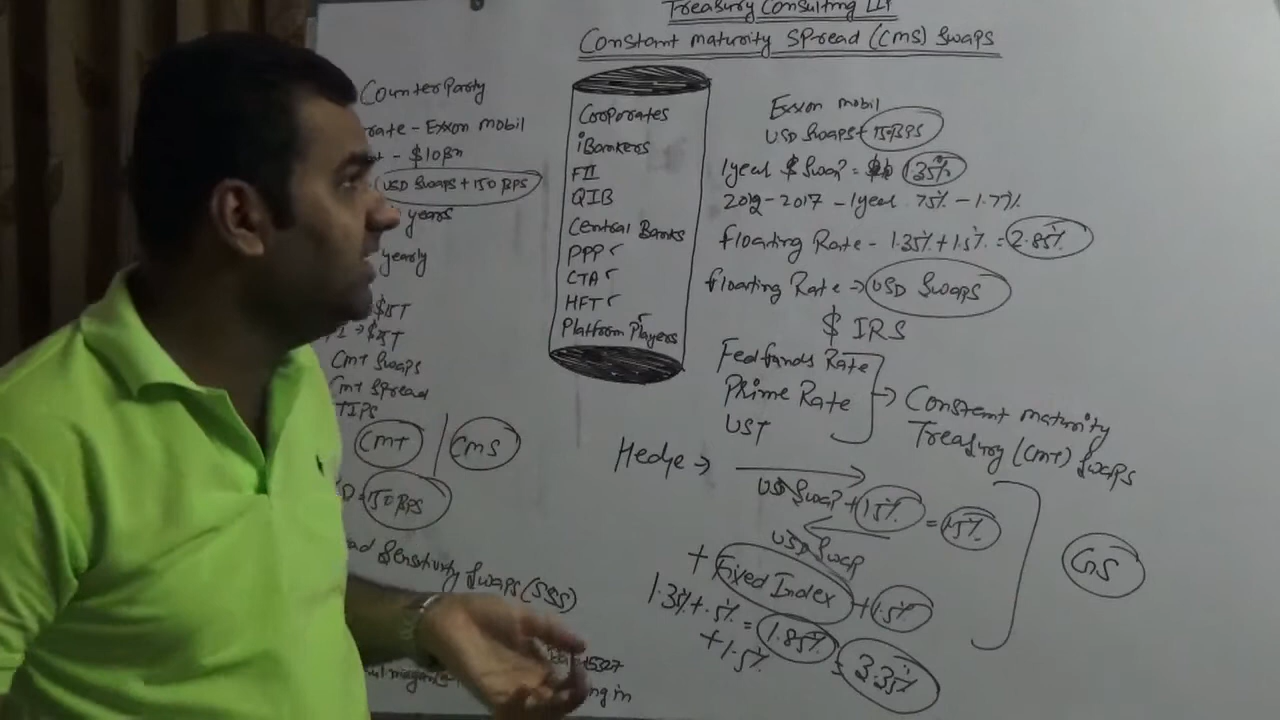 Treasury Consulting LLP
Constant maturity Spread (CMS) Swaps
Counterparty
rate - Exxon mobil
- $10Bn
(USD Swaps + 150 BPS
years
yearly
$15T
CMT Swaps
CMT Spread
TIPS
CMT | CMS
= 150 BPS
Sensitivity Swaps (SSS)
Corporates
iBankers
FII
QIB
Central Banks
PPP
CTA
HFT
Platform Players
Exxon mobil
USD Swaps + 150 BPS
1 year $ Swap = 1.35%
2012-2017 - 1 year .75% - 1.77%
floating Rate - 1.35% + 1.5% = 2.85%
floating Rate → USD Swaps
$ IRS
Fed funds Rate
Prime Rate
UST
→ Constant maturity
Treasury (CMT) Swaps
Hedge →
USD Swap + 1.5% = 1.5%
USD Swap
+ Fixed Index + 1.5%
1.35% + .5% = 1.85%
+ 1.5% = 3.35%
GS
5327
ng in